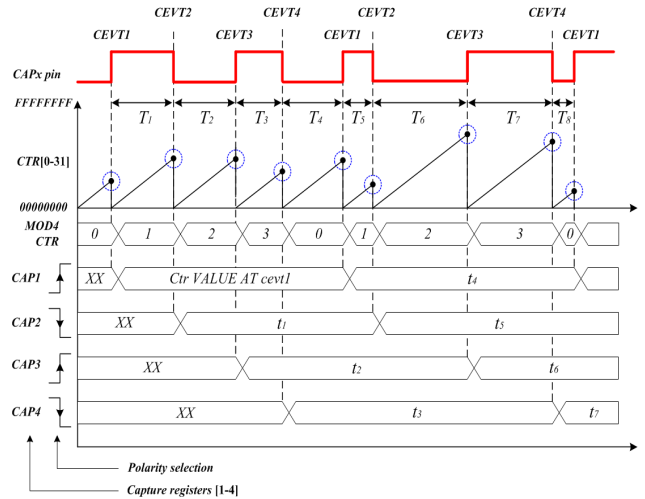 CEVT2 CEVT4 CEVT2 CEVT4
CEVT1 CEVT3 CEVT1 CEVT3 CEVT1
CAPx pin
FFFFFFFF
T1 T2 T3 T4 T5 T6 T7 T8
CTR[0-31]
00000000
MOD4
CTR
0 1 2 3 0 1 2 3 0
CAP1 XX Ctr VALUE AT cevt1 t4
CAP2 XX t1 t5
CAP3 XX t2 t6
CAP4 XX t3 t7
Polarity selection
Capture registers [1-4]